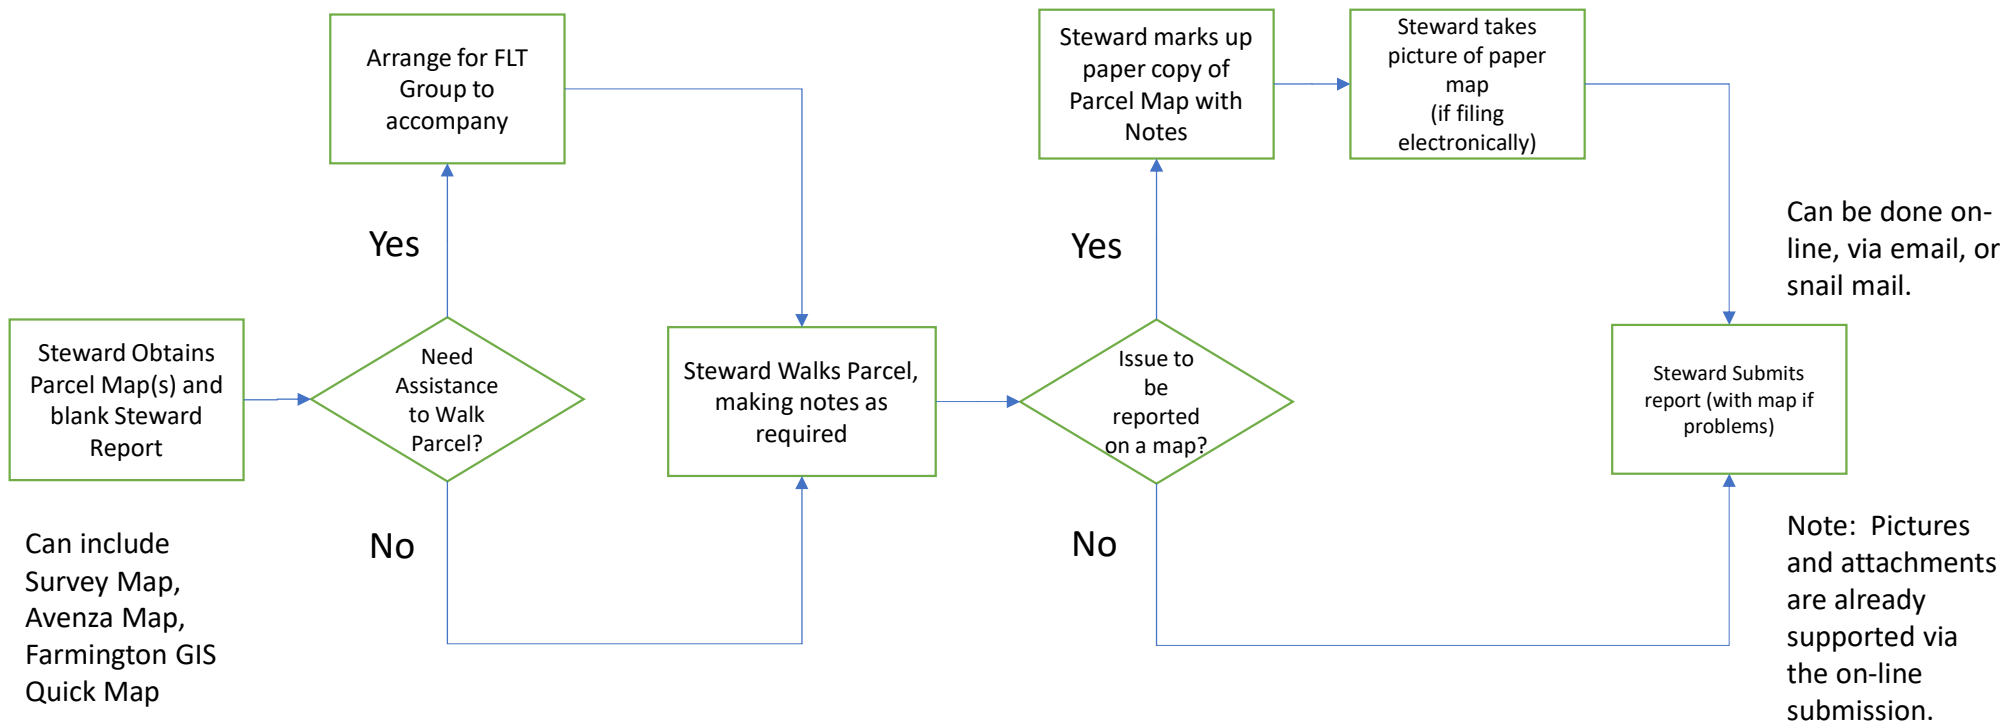 Arrange for FLT
Group to
accompany
Steward marks up
paper copy of
Parcel Map with
Notes
Steward takes
picture of paper
map
(if filing
electronically)
Yes
Yes
Can be done on-
line, via email, or
snail mail.
Steward Obtains
Parcel Map(s) and
blank Steward
Report
Need
Assistance
to Walk
Parcel?
Steward Walks Parcel,
making notes as
required
Issue to
be
reported
on a map?
Steward Submits
report (with map if
problems)
Can include
Survey Map,
Avenza Map,
Farmington GIS
Quick Map
No
No
Note:  Pictures
and attachments
are already
supported via
the on-line
submission.